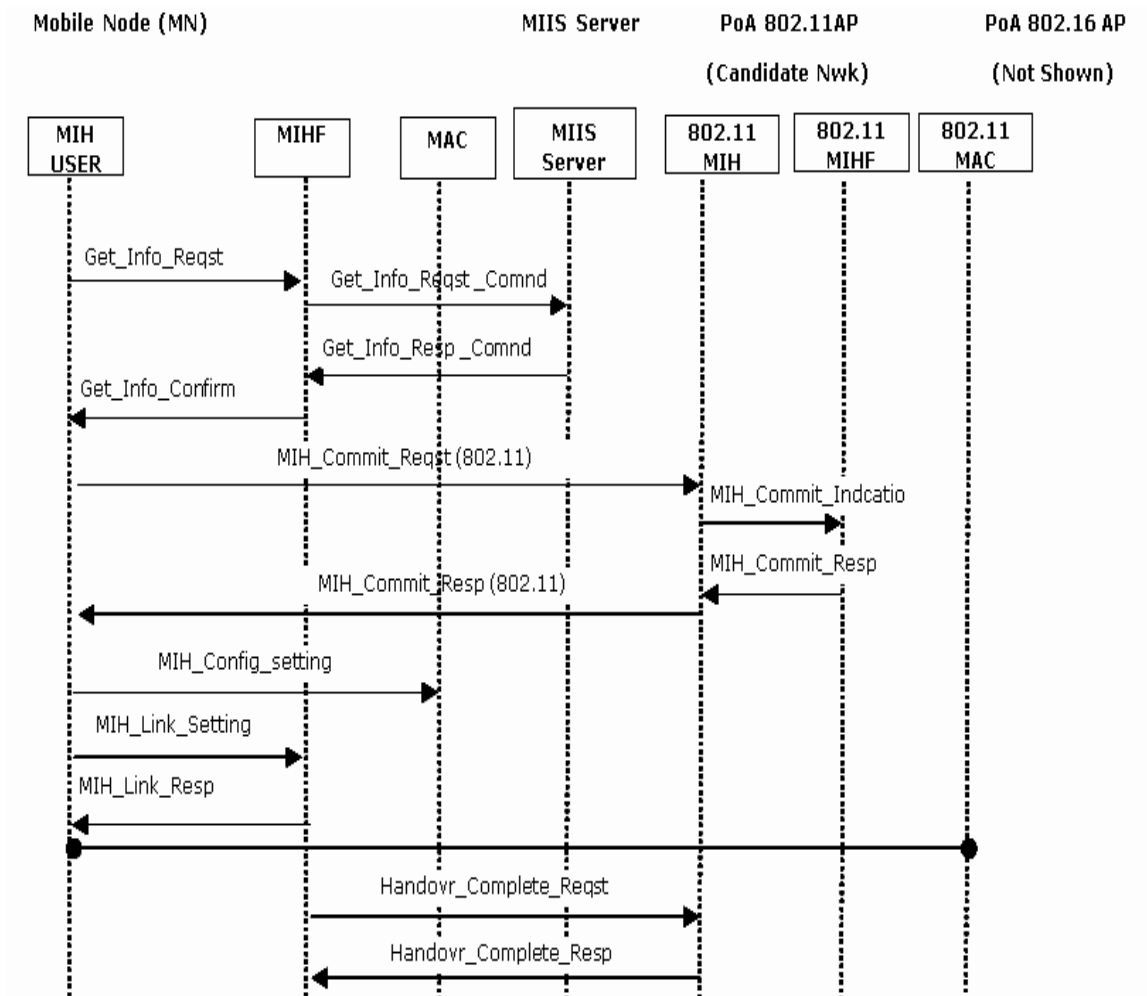 Mobile Node (MN) MIIS Server PoA 802.11AP PoA 802.16 AP
(Candidate Nwk) (Not Shown)
MIH
USER
MIHF
MAC
MIIS
Server
802.11
MIH
802.11
MIHF
802.11
MAC
Get_Info_Reqst
Get_Info_Reqst _Comnd
Get_Info_Resp _Comnd
Get_Info_Confirm
MIH_Commit_Reqst (802.11)
MIH_Commit_Indcatio
MIH_Commit_Resp
MIH_Commit_Resp (802.11)
MIH_Config_setting
MIH_Link_Setting
MIH_Link_Resp
Handovr_Complete_Reqst
Handovr_Complete_Resp